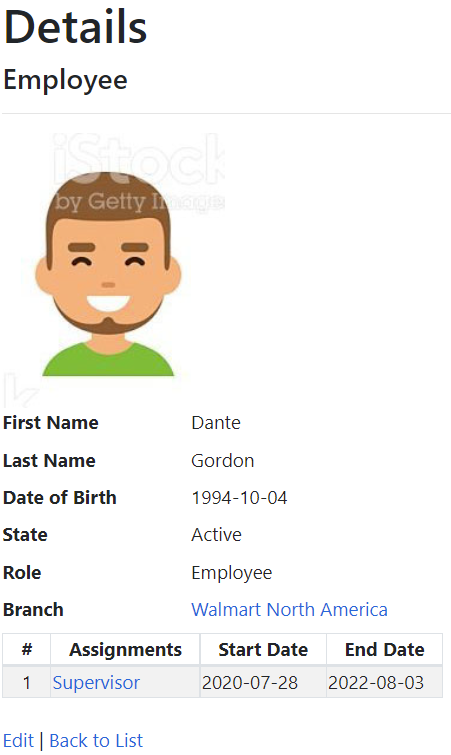 Details
Employee
iStock
by Getty Images
First Name Dante
Last Name Gordon
Date of Birth 1994-10-04
State Active
Role Employee
Branch Walmart North America
# Assignments Start Date End Date
1 Supervisor 2020-07-28 2022-08-03
Edit | Back to List